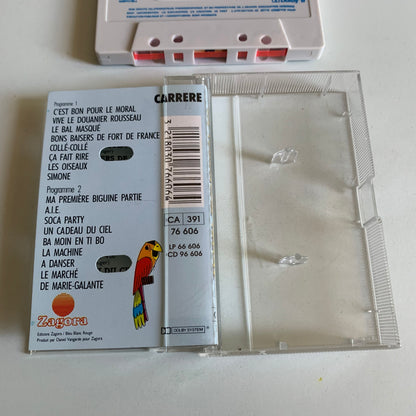 CARRERE
Programme 1
C'EST BON POUR LE MORAL
VIVE LE DOUANIER ROUSSEAU
LE BAL MASQUÉ
BONS BAISERS DE FORT DE FRANCE
COLLÉ-COLLÉ
ÇA FAIT RIRE
LES OISEAUX
SIMONE
Programme 2
MA PREMIÈRE BIGUINE PARTIE
A.I.E.
SOCA PARTY
UN CADEAU DU CIEL
BA MOIN EN TI BO
LA MACHINE
A DANSER
LE MARCHÉ
DE MARIE-GALANTE
Zagora
Editions Zagora / Bleu Blanc Rouge
Produit par Daniel Vangarde pour Zagora
CA 391
76 606
LP 66 606
CD 96 606
DOLBY SYSTEM